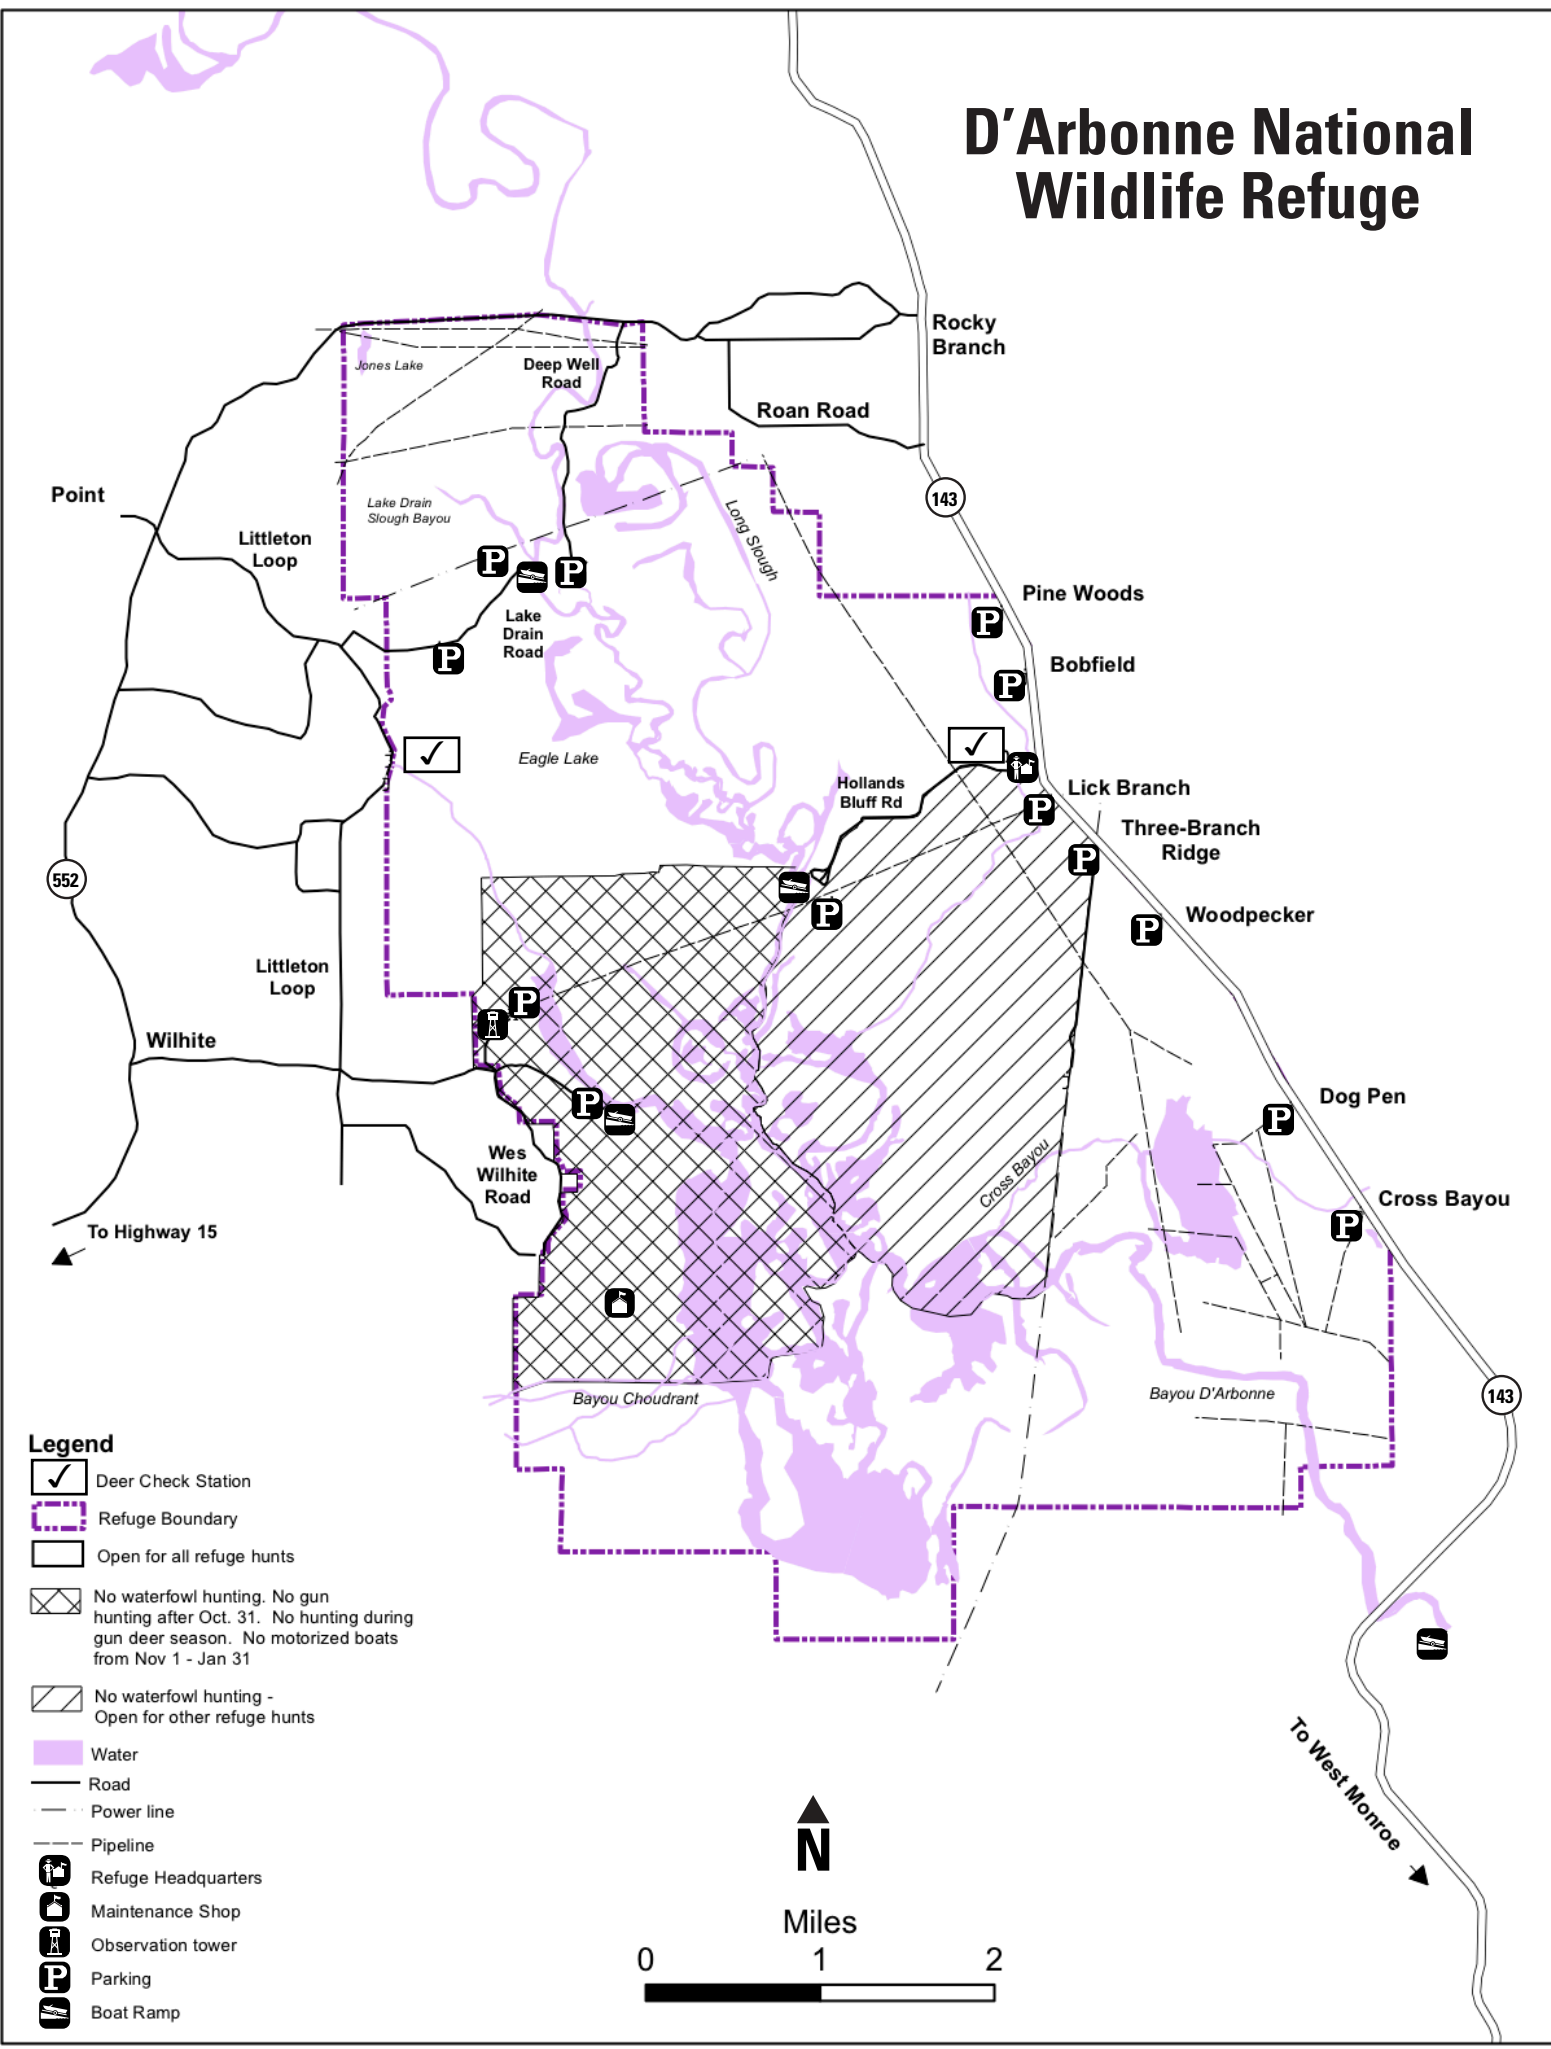 D'Arbonne National
Wildlife Refuge
Rocky
Branch
Jones Lake
Deep Well
Road
Roan Road
Point
143
Lake Drain
Slough Bayou
Long Slough
Littleton
Loop
P
P
Pine Woods
Lake
Drain
Road
P
P
Bobfield
P
Eagle Lake
Hollands
Bluff Rd
Lick Branch
P
Three-Branch
Ridge
P
552
P
Woodpecker
P
Littleton
Loop
P
Wilhite
P
Dog Pen
P
Wes
Wilhite
Road
Cross Bayou
Cross Bayou
P
To Highway 15
Bayou Choudrant
Bayou D'Arbonne
143
Legend
Deer Check Station
Refuge Boundary
Open for all refuge hunts
No waterfowl hunting. No gun
hunting after Oct. 31. No hunting during
gun deer season. No motorized boats
from Nov 1 - Jan 31
No waterfowl hunting -
Open for other refuge hunts
Water
Road
Power line
Pipeline
Refuge Headquarters
Maintenance Shop
Observation tower
P Parking
Boat Ramp
To West Monroe
N
Miles
0 1 2